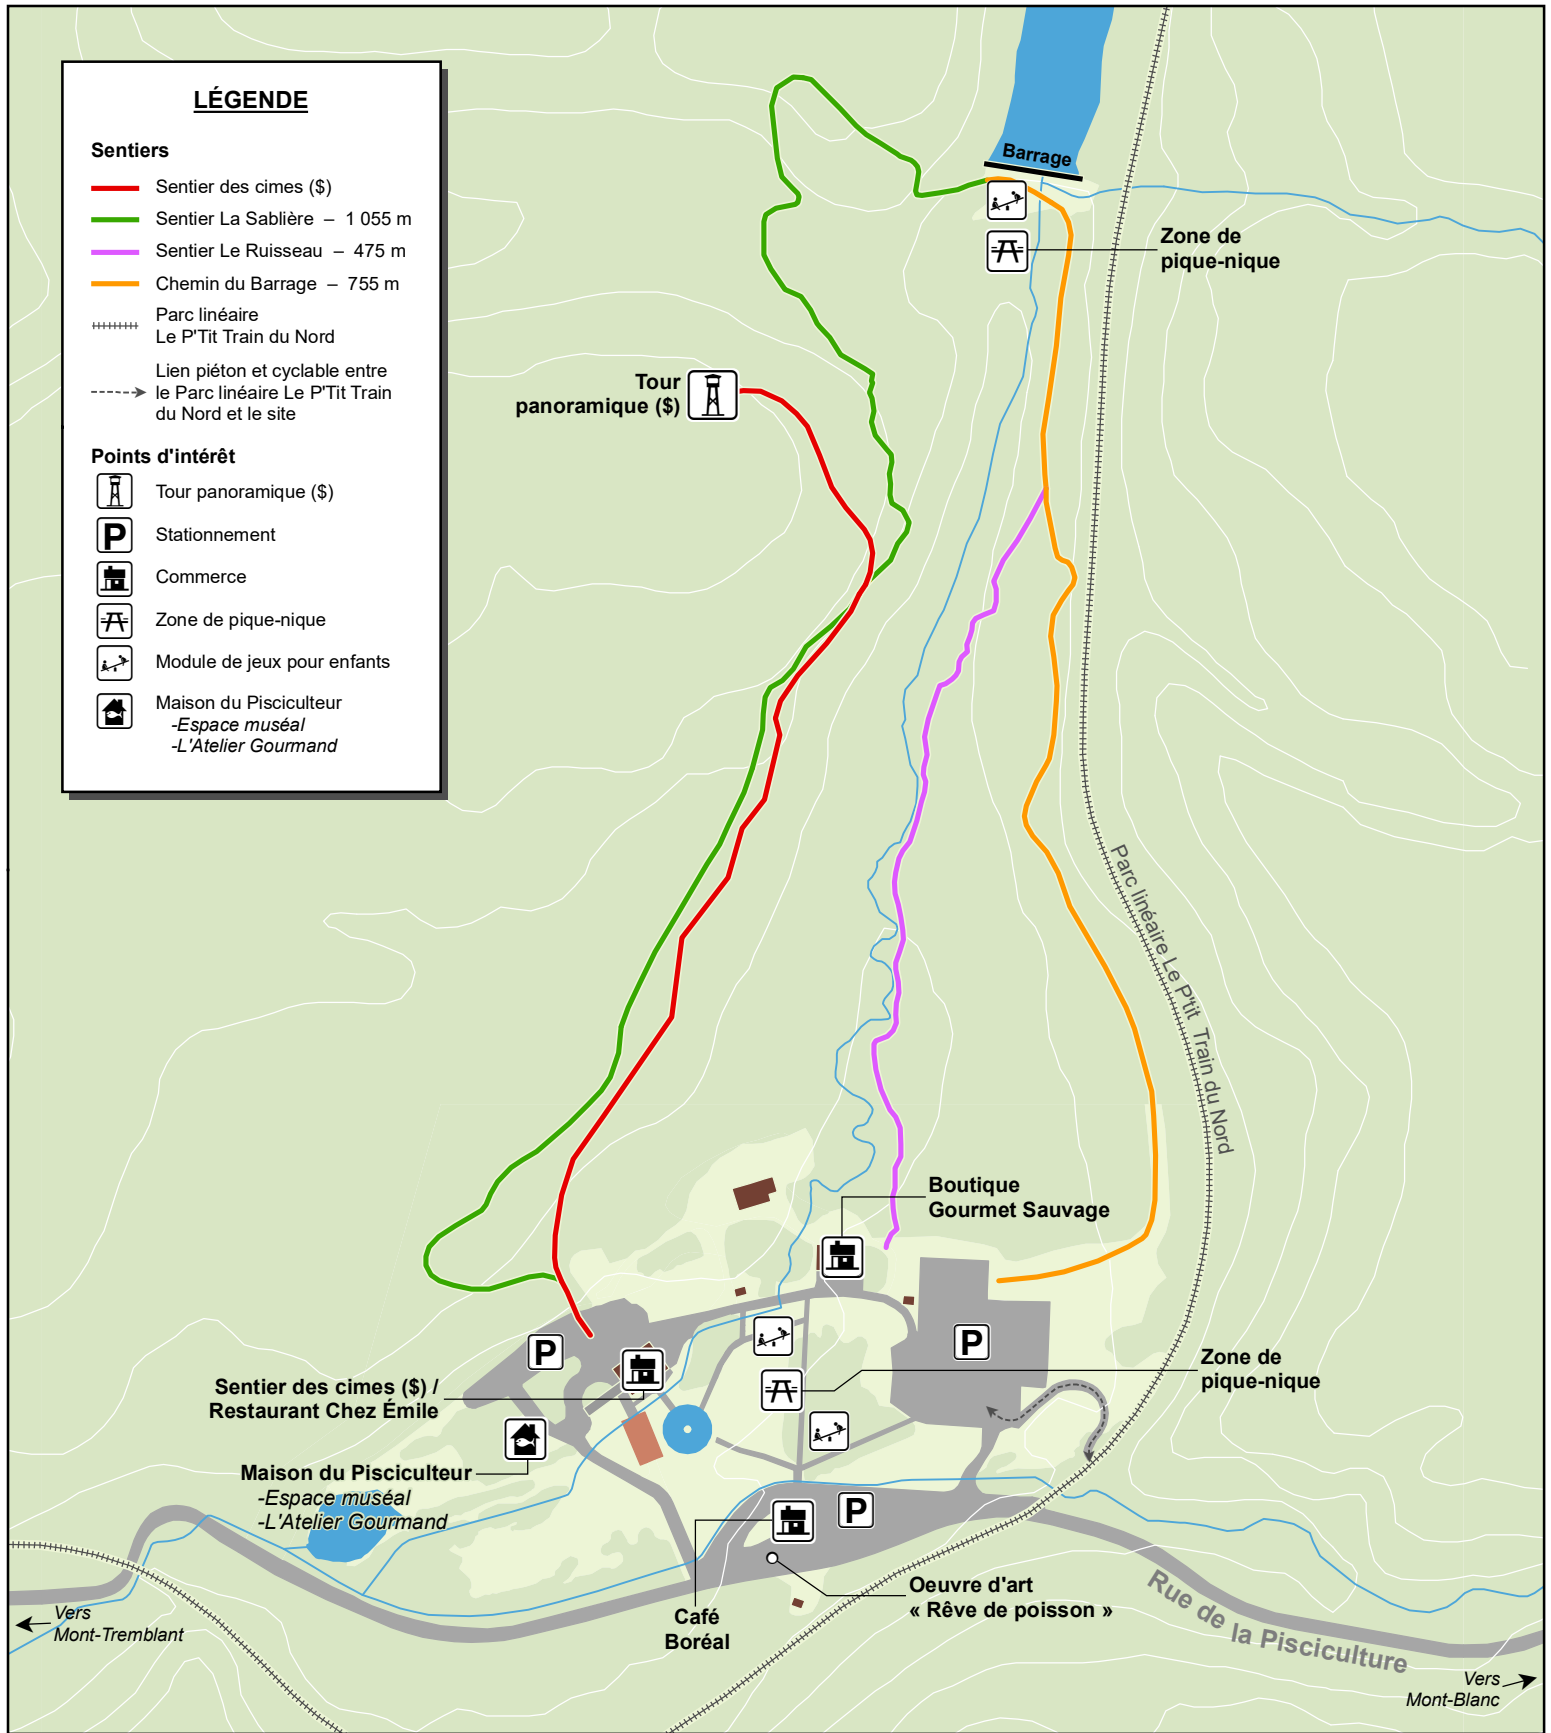 LÉGENDE
Sentiers
Sentier des cimes ($)
Sentier La Sablière – 1 055 m
Sentier Le Ruisseau – 475 m
Chemin du Barrage – 755 m
Parc linéaire
Le P'Tit Train du Nord
Lien piéton et cyclable entre
le Parc linéaire Le P'Tit Train
du Nord et le site
Points d'intérêt
Tour panoramique ($)
P
Stationnement
Commerce
Zone de pique-nique
Module de jeux pour enfants
Maison du Pisciculteur
-Espace muséal
-L'Atelier Gourmand
Barrage
Zone de
pique-nique
Tour
panoramique ($)
Parc linéaire Le P'tit Train du Nord
Boutique
Gourmet Sauvage
P
P
Zone de
pique-nique
Sentier des cimes ($) /
Restaurant Chez Émile
Maison du Pisciculteur
-Espace muséal
-L'Atelier Gourmand
P
Oeuvre d'art
« Rêve de poisson »
Café
Boréal
Rue de la Pisciculture
Vers
Mont-Tremblant
Vers
Mont-Blanc